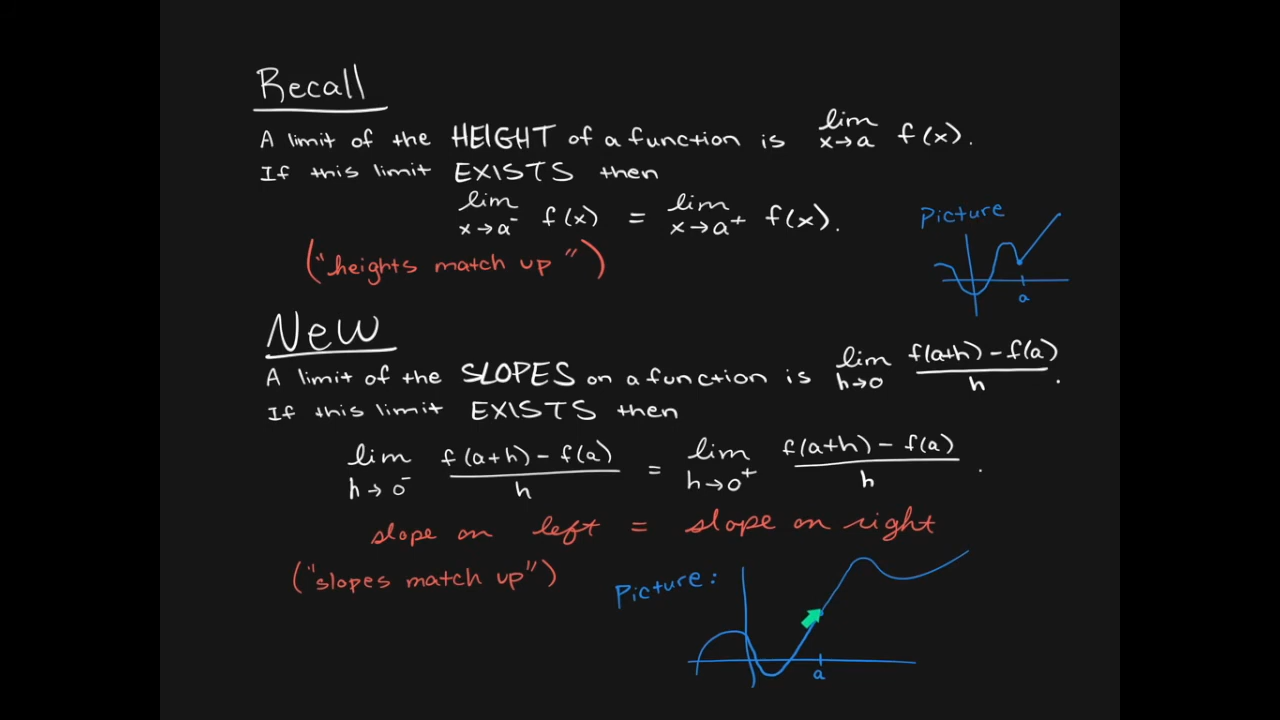 Recall
A limit of the HEIGHT of a function is lim x→a f(x).
If this limit EXISTS then
lim x→a⁻ f(x) = lim x→a⁺ f(x).
Picture
("heights match up")
a
New
A limit of the SLOPES on a function is lim h→0 f(a+h) - f(a) / h .
If this limit EXISTS then
lim h→0⁻ f(a+h) - f(a) / h = lim h→0⁺ f(a+h) - f(a) / h .
slope on left = slope on right
("slopes match up")
Picture:
a